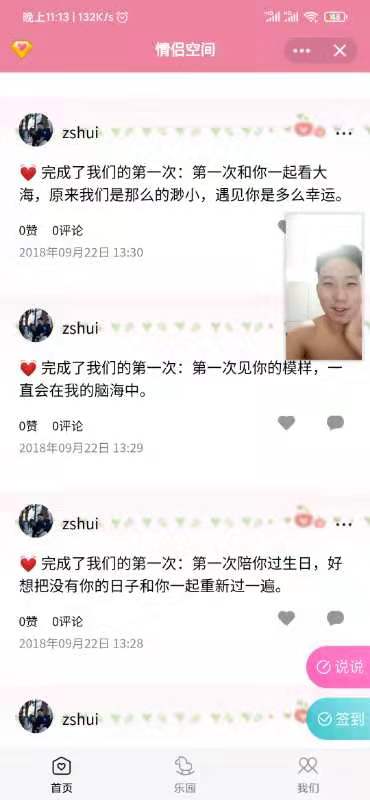 晚上11:13 | 132K/s
情侣空间
zshui
完成了我们的第一次：第一次和你一起看大
海，原来我们是那么的渺小，遇见你是多么幸运。
0赞 0评论
2018年09月22日 13:30
zshui
完成了我们的第一次：第一次见你的模样，一
直会在我的脑海中。
0赞 0评论
2018年09月22日 13:29
zshui
完成了我们的第一次：第一次陪你过生日，好
想把没有你的日子和你一起重新过一遍。
0赞 0评论
2018年09月22日 13:28
说说
zshui
签到
首页 乐园 我们